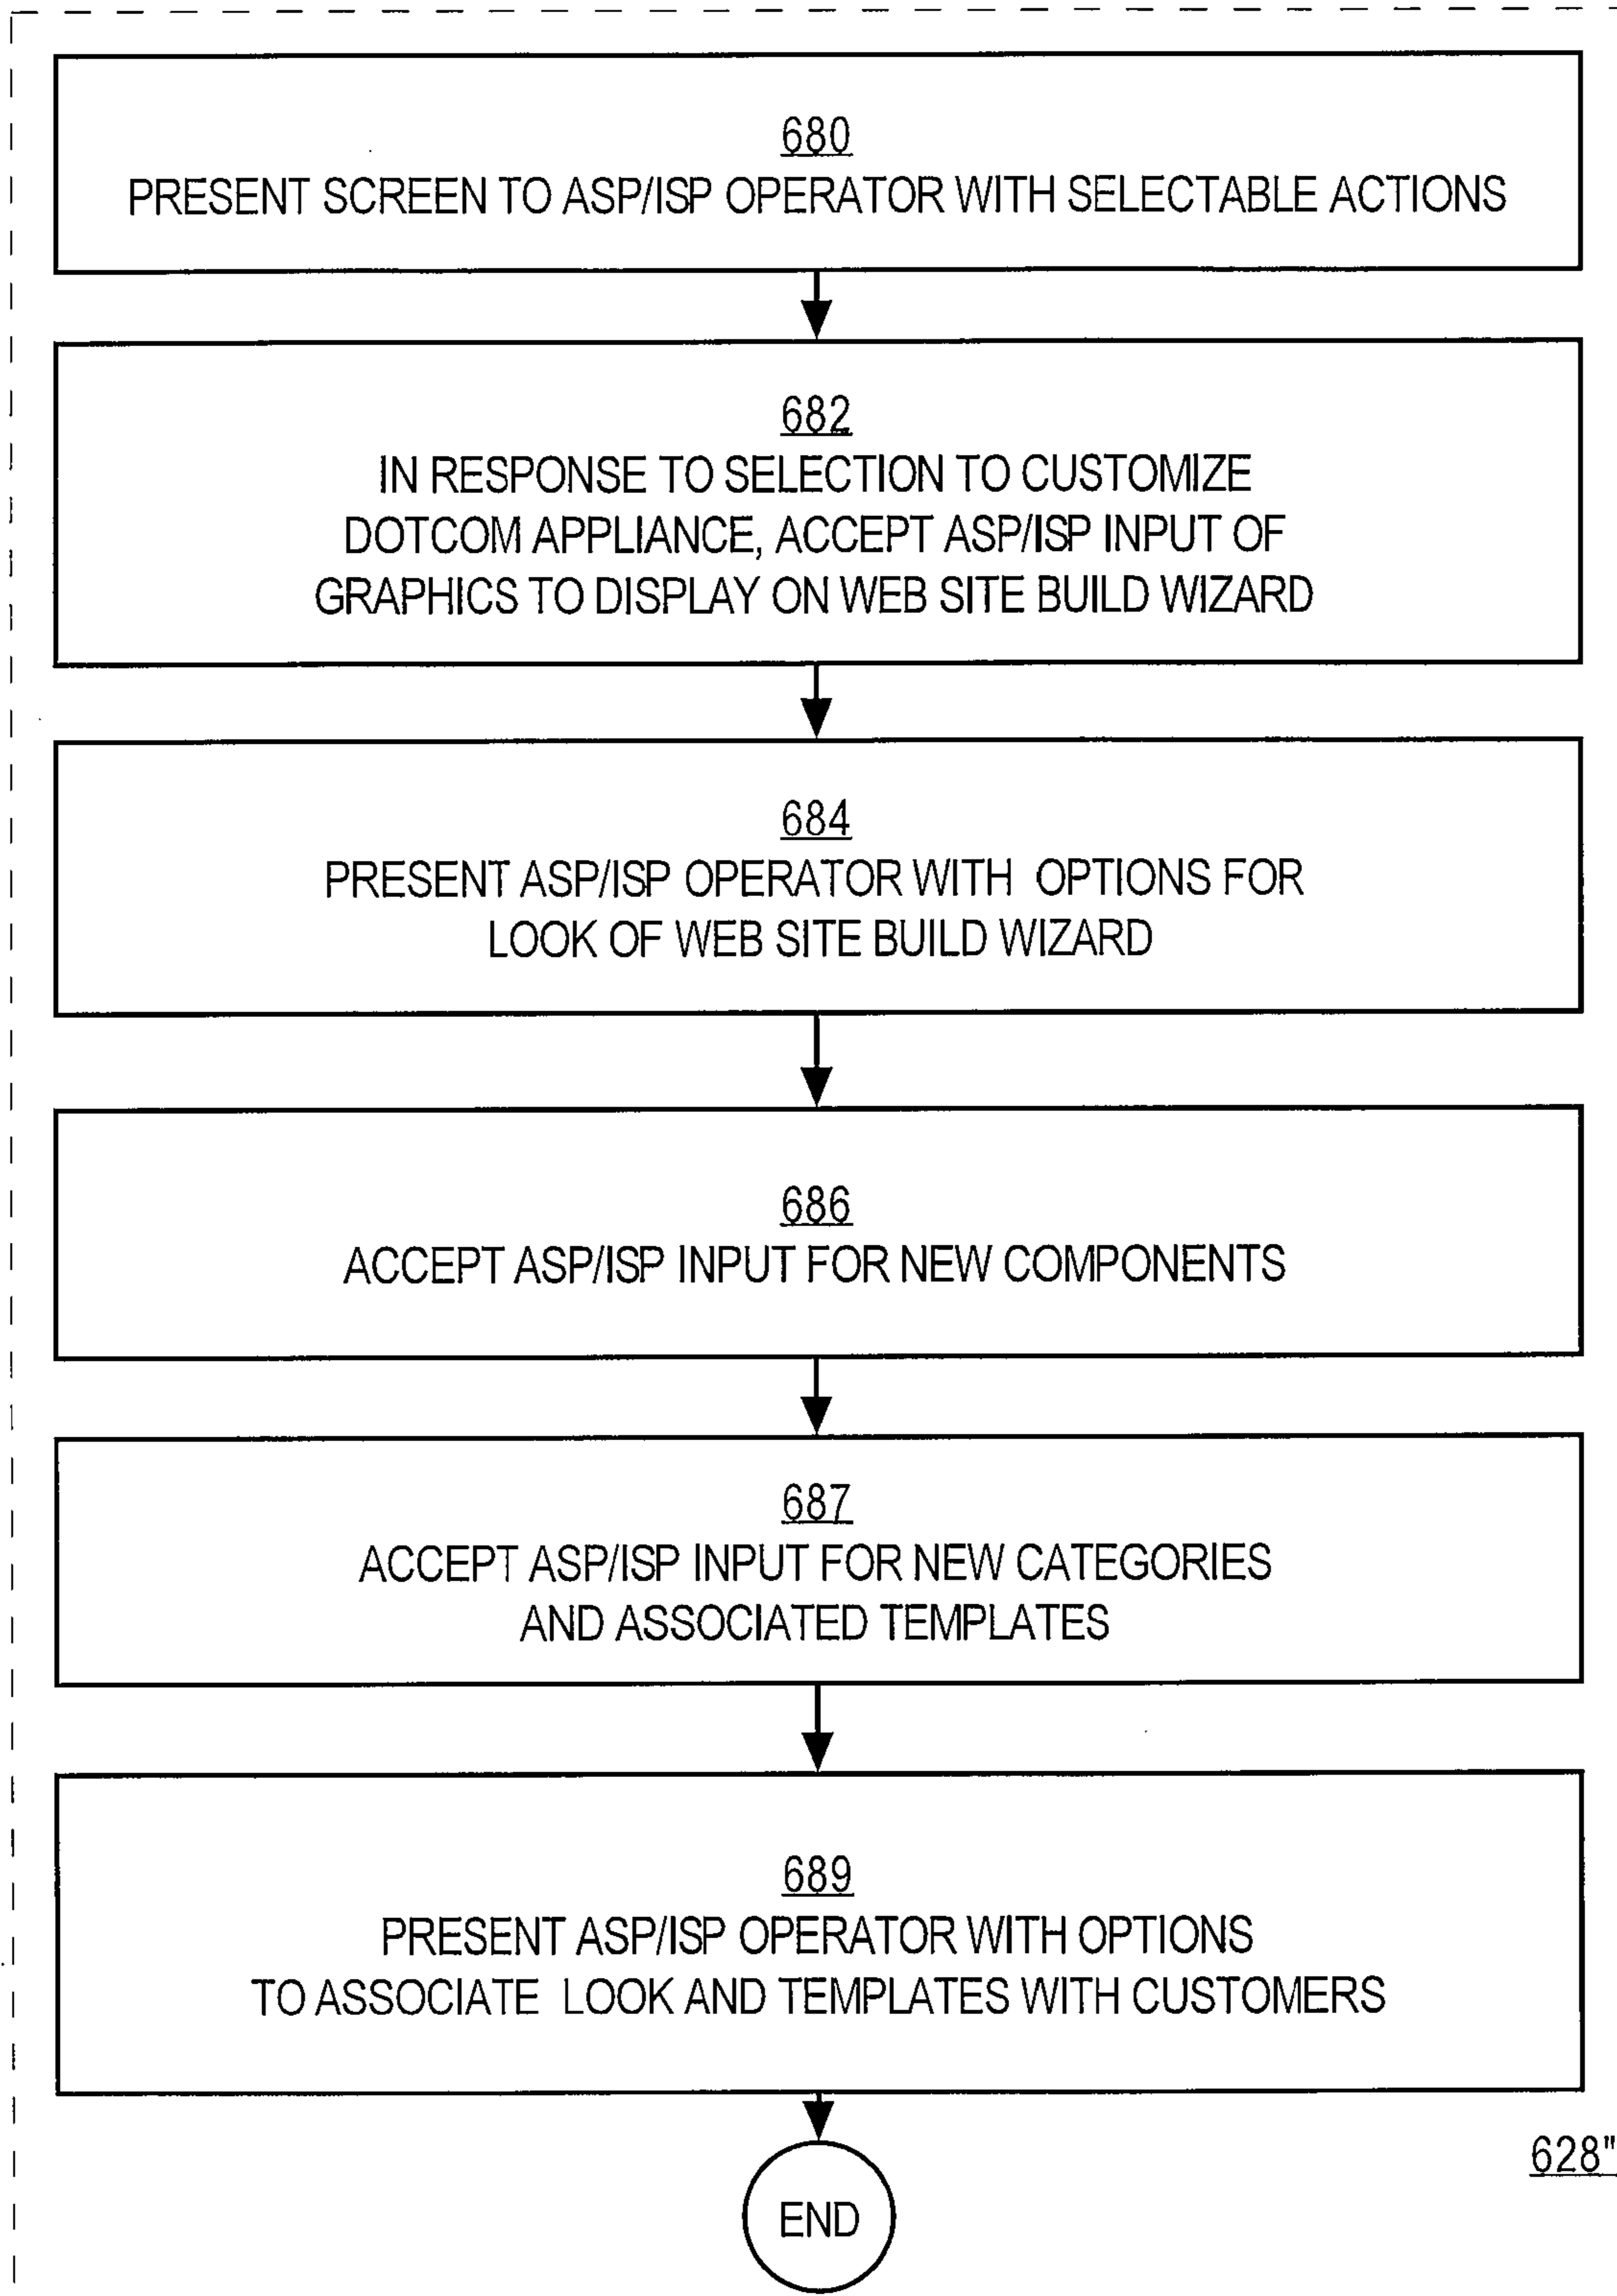 680
PRESENT SCREEN TO ASP/ISP OPERATOR WITH SELECTABLE ACTIONS
682
IN RESPONSE TO SELECTION TO CUSTOMIZE
DOTCOM APPLIANCE, ACCEPT ASP/ISP INPUT OF
GRAPHICS TO DISPLAY ON WEB SITE BUILD WIZARD
684
PRESENT ASP/ISP OPERATOR WITH OPTIONS FOR
LOOK OF WEB SITE BUILD WIZARD
686
ACCEPT ASP/ISP INPUT FOR NEW COMPONENTS
687
ACCEPT ASP/ISP INPUT FOR NEW CATEGORIES
AND ASSOCIATED TEMPLATES
689
PRESENT ASP/ISP OPERATOR WITH OPTIONS
TO ASSOCIATE LOOK AND TEMPLATES WITH CUSTOMERS
628"
END